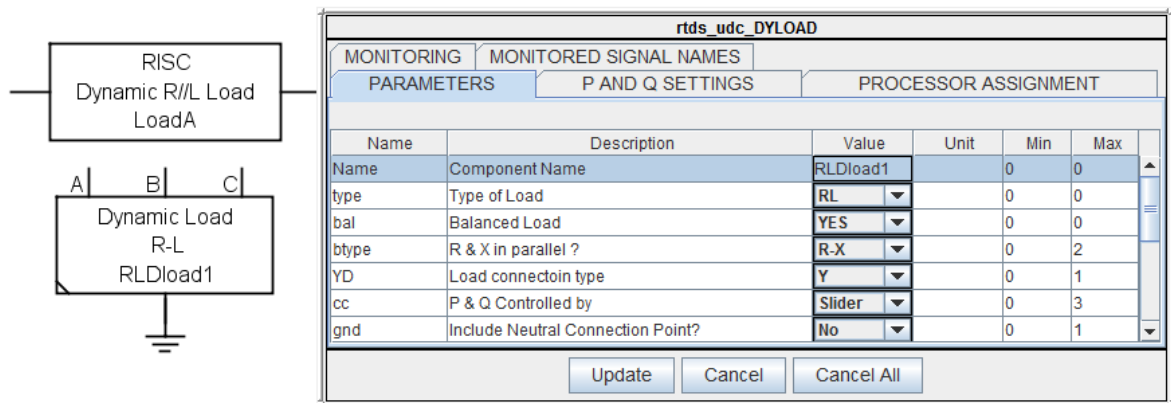 RISC
Dynamic R//L Load
LoadA
A B C
Dynamic Load
R-L
RLDload1
rtds_udc_DYLOAD
MONITORING MONITORED SIGNAL NAMES
PARAMETERS P AND Q SETTINGS PROCESSOR ASSIGNMENT
Name Description Value Unit Min Max
Name Component Name RLDload1 0 0
type Type of Load RL 0 0
bal Balanced Load YES 0 0
btype R & X in parallel ? R-X 0 2
YD Load connectoin type Y 0 1
cc P & Q Controlled by Slider 0 3
gnd Include Neutral Connection Point? No 0 1
Update Cancel Cancel All